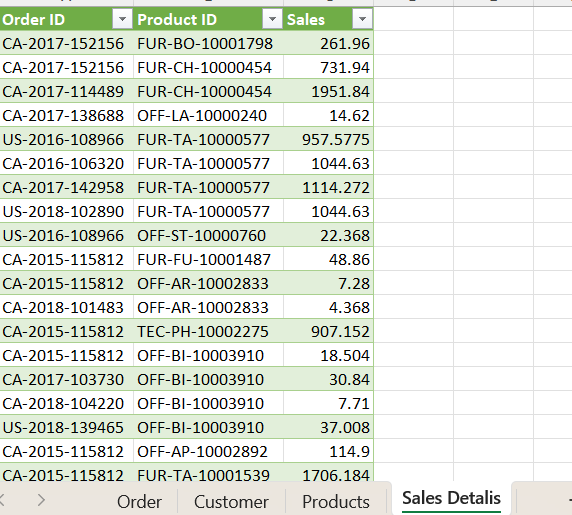 Order ID Product ID Sales
CA-2017-152156 FUR-BO-10001798 261.96
CA-2017-152156 FUR-CH-10000454 731.94
CA-2017-114489 FUR-CH-10000454 1951.84
CA-2017-138688 OFF-LA-10000240 14.62
US-2016-108966 FUR-TA-10000577 957.5775
CA-2016-106320 FUR-TA-10000577 1044.63
CA-2017-142958 FUR-TA-10000577 1114.272
US-2018-102890 FUR-TA-10000577 1044.63
US-2016-108966 OFF-ST-10000760 22.368
CA-2015-115812 FUR-FU-10001487 48.86
CA-2015-115812 OFF-AR-10002833 7.28
CA-2018-101483 OFF-AR-10002833 4.368
CA-2015-115812 TEC-PH-10002275 907.152
CA-2015-115812 OFF-BI-10003910 18.504
CA-2017-103730 OFF-BI-10003910 30.84
CA-2018-104220 OFF-BI-10003910 7.71
US-2018-139465 OFF-BI-10003910 37.008
CA-2015-115812 OFF-AP-10002892 114.9
CA-2015-115812 FUR-TA-10001539 1706.184
Order Customer Products Sales Detalis